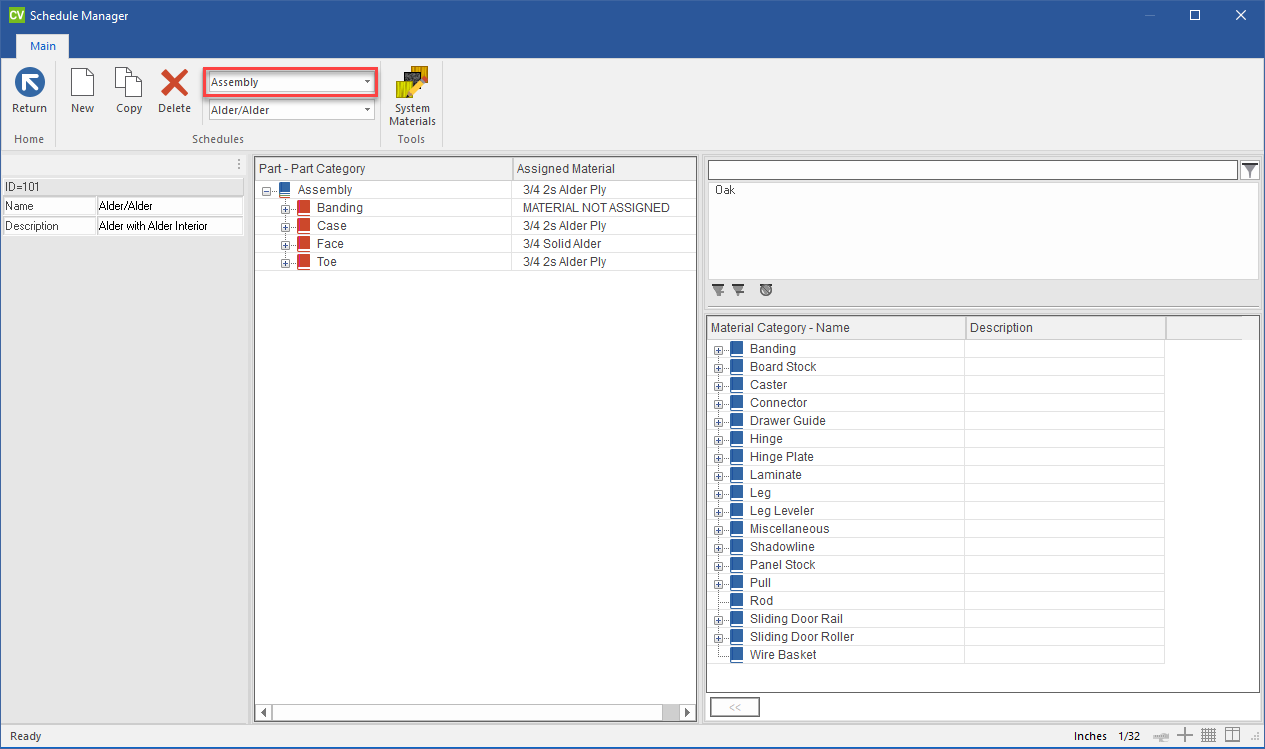 CV Schedule Manager
Main
Return
New
Copy
Delete
Assembly
Alder/Alder
System
Materials
Home
Schedules
Tools
ID=101
Name Alder/Alder
Description Alder with Alder Interior
Part - Part Category Assigned Material
Assembly 3/4 2s Alder Ply
Banding MATERIAL NOT ASSIGNED
Case 3/4 2s Alder Ply
Face 3/4 Solid Alder
Toe 3/4 2s Alder Ply
Oak
Material Category - Name Description
Banding
Board Stock
Caster
Connector
Drawer Guide
Hinge
Hinge Plate
Laminate
Leg
Leg Leveler
Miscellaneous
Shadowline
Panel Stock
Pull
Rod
Sliding Door Rail
Sliding Door Roller
Wire Basket
<<
Ready
Inches 1/32